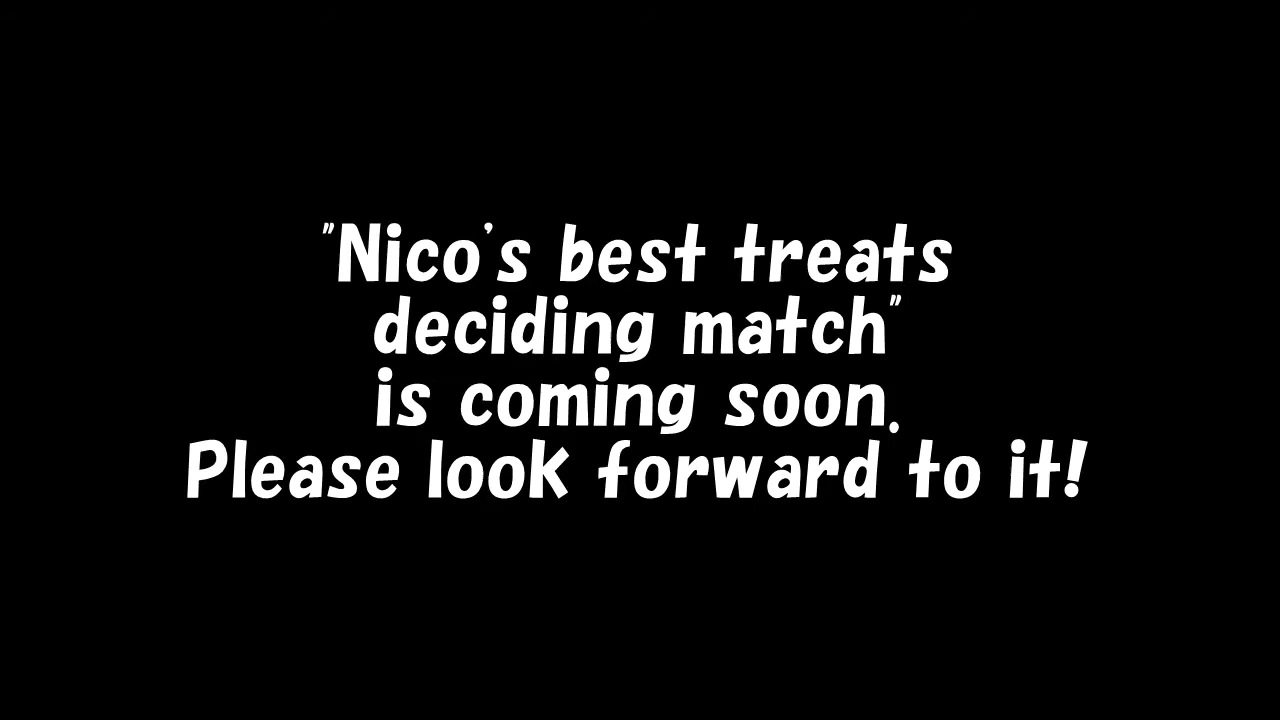 "Nico's best treats
deciding match"
is coming soon.
Please look forward to it!